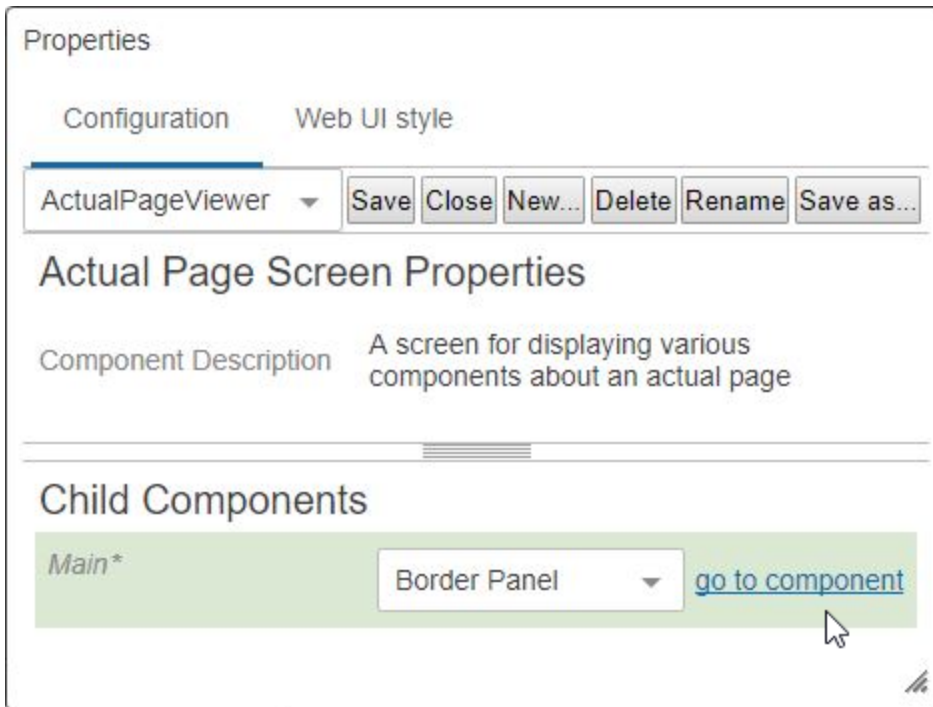 Properties
Configuration Web UI style
ActualPageViewer Save Close New... Delete Rename Save as...
Actual Page Screen Properties
Component Description A screen for displaying various
components about an actual page
Child Components
Main* Border Panel go to component